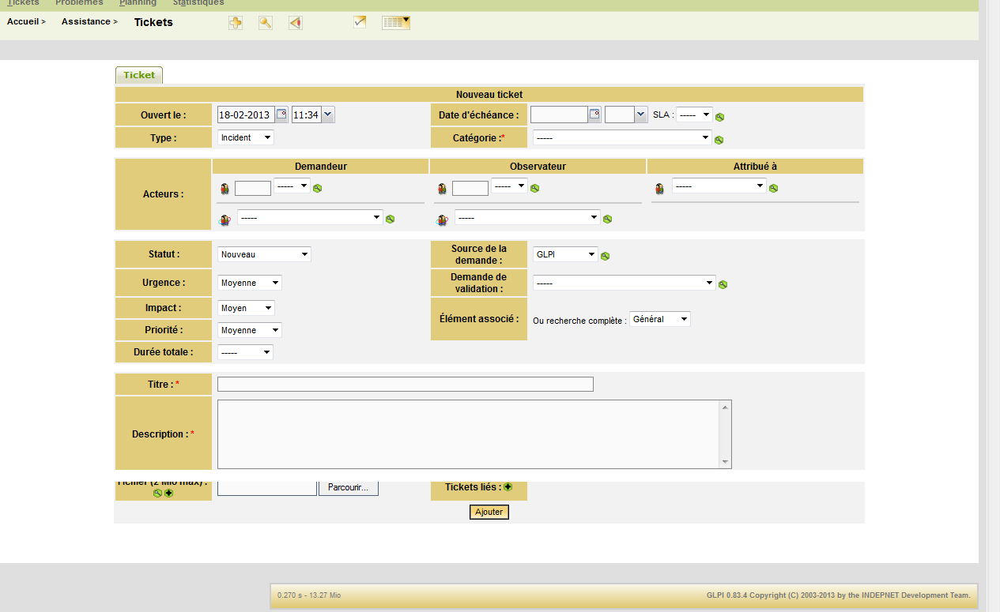 Tickets Problèmes Planning Statistiques
Accueil > Assistance > Tickets
Ticket
Nouveau ticket
Ouvert le : 18-02-2013 11:34 Date d'échéance : SLA : -----
Type : Incident Catégorie :* -----
Demandeur Observateur Attribué à
Acteurs : ----- ----- -----
----- -----
Statut : Nouveau Source de la demande : GLPI
Urgence : Moyenne Demande de validation : -----
Impact : Moyen
Élément associé : Ou recherche complète : Général
Priorité : Moyenne
Durée totale : -----
Titre : *
Description : *
Fichier (2 Mio max) : Parcourir... Tickets liés :
Ajouter
0.270 s - 13.27 Mio GLPI 0.83.4 Copyright (C) 2003-2013 by the INDEPNET Development Team.